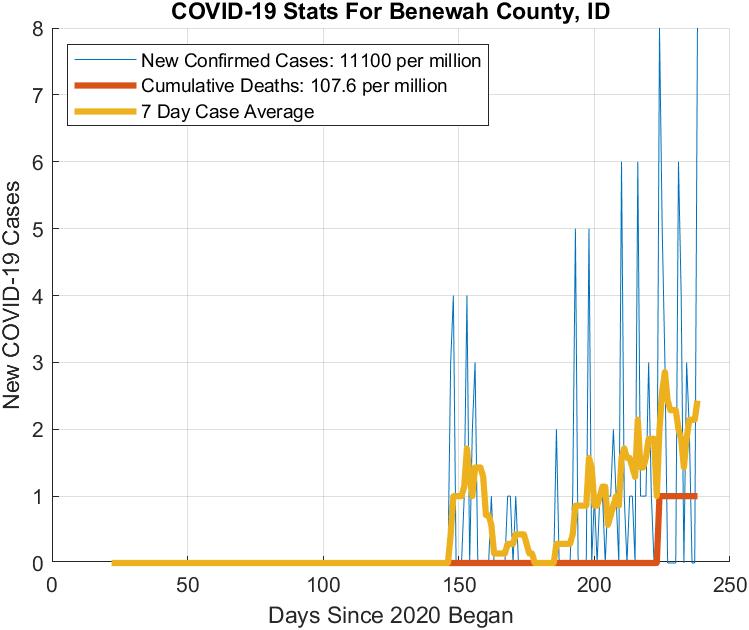 COVID-19 Stats For Benewah County, ID
New Confirmed Cases: 11100 per million
Cumulative Deaths: 107.6 per million
7 Day Case Average
8
7
6
5
4
3
2
1
0
New COVID-19 Cases
0 50 100 150 200 250
Days Since 2020 Began